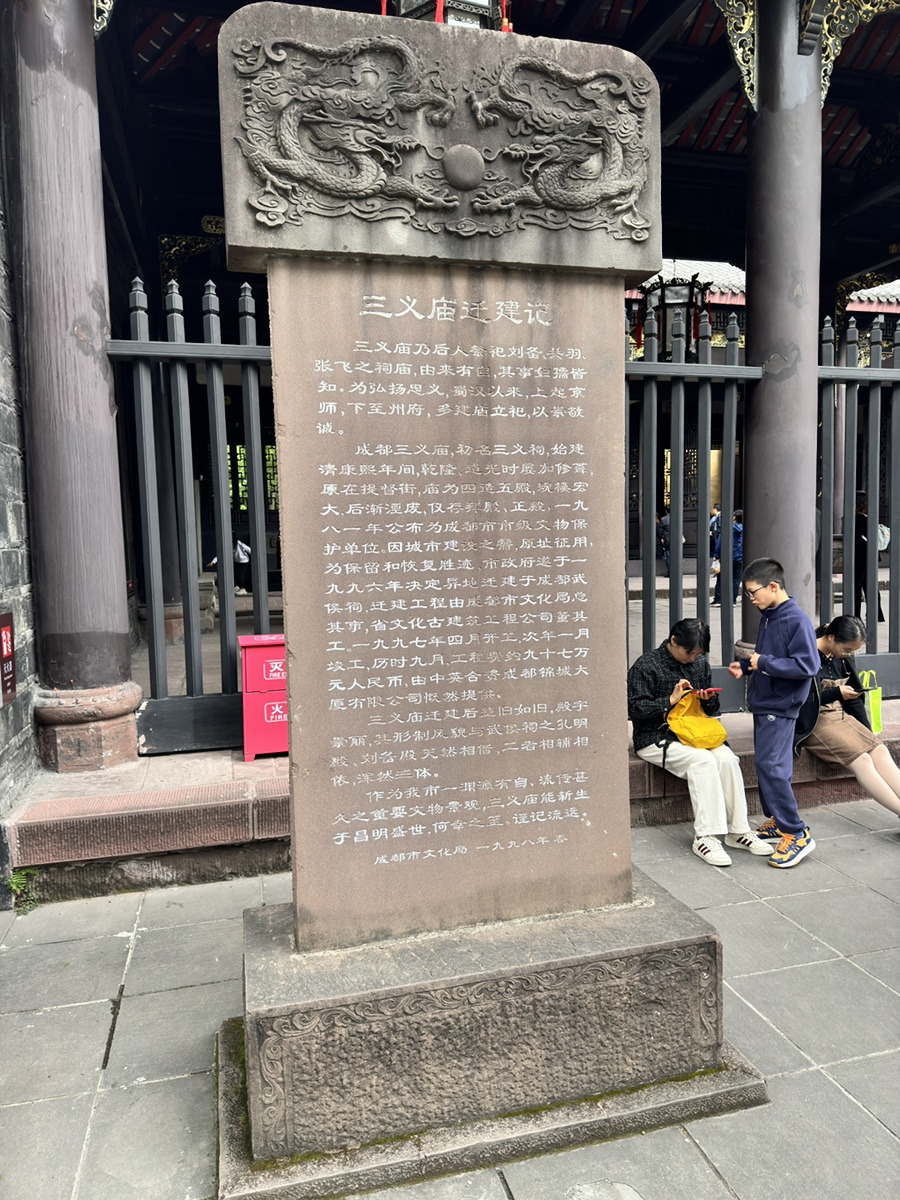 三义庙迁建记
三义庙乃后人祭祀刘备、关羽、
张飞之祠庙,由来有自,其事妇孺皆
知。为弘扬忠义,蜀汉以来,上起京
师,下至州府,多建庙立祀,以崇敬
诚。
成都三义庙,初名三义祠,始建
清康熙年间,乾隆、道光时屡加修葺,
原在提督街,庙为四造五殿,规模宏
大,后渐湮废,仅存拜殿、正殿,一九
八一年公布为成都市市级文物保
护单位。因城市建设之需,原址征用,
为保留和恢复胜迹,市政府遂于一
九九六年决定异地迁建于成都武
侯祠。迁建工程由成都市文化局总
其事,省文化古建筑工程公司董其
工。一九九七年四月开工,次年一月
竣工,历时九月,工程费约九十七万
元人民币,由中英合资成都锦城大
厦有限公司慨然提供。
三义庙迁建后整旧如旧,殿宇
崇丽,其形制风貌与武侯祠之孔明
殿、刘备殿天然相偕,二者相辅相
依,浑然一体。
作为我市一渊源有自、流传甚
久之重要文物景观,三义庙能新生
于昌明盛世,何幸之至。谨记流远。
成都市文化局 一九九八年春
灭
FIRE
火
FIRE